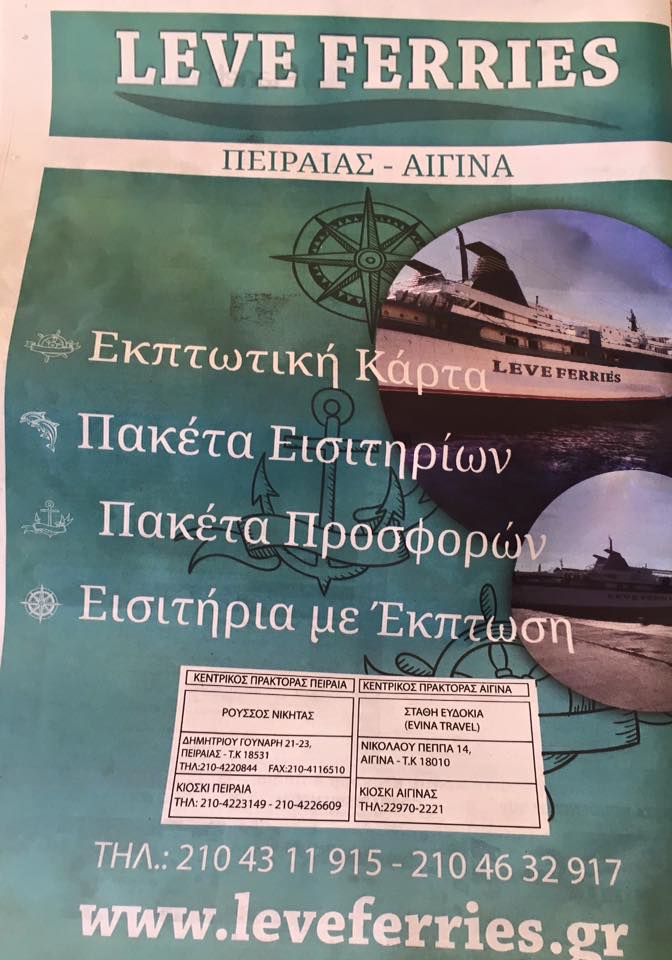 LEVE FERRIES
ΠΕΙΡΑΙΑΣ - ΑΙΓΙΝΑ
Εκπτωτική Κάρτα
LEVE FERRIES
Πακέτα Εισιτηρίων
Πακέτα Προσφορών
LEVE FERRIES
Εισιτήρια με Έκπτωση
ΚΕΝΤΡΙΚΟΣ ΠΡΑΚΤΟΡΑΣ ΠΕΙΡΑΙΑ
ΡΟΥΣΣΟΣ ΝΙΚΗΤΑΣ
ΔΗΜΗΤΡΙΟΥ ΓΟΥΝΑΡΗ 21-23,
ΠΕΙΡΑΙΑΣ - Τ.Κ 18531
ΤΗΛ:210-4220844 FAX:210-4116510
ΚΙΟΣΚΙ ΠΕΙΡΑΙΑ
ΤΗΛ: 210-4223149 - 210-4226609
ΚΕΝΤΡΙΚΟΣ ΠΡΑΚΤΟΡΑΣ ΑΙΓΙΝΑ
ΣΤΑΘΗ ΕΥΔΟΚΙΑ
(EVINA TRAVEL)
ΝΙΚΟΛΑΟΥ ΠΕΠΠΑ 14,
ΑΙΓΙΝΑ - Τ.Κ 18010
ΚΙΟΣΚΙ ΑΙΓΙΝΑΣ
ΤΗΛ:22970-2221
ΤΗΛ.: 210 43 11 915 - 210 46 32 917
www.leveferries.gr